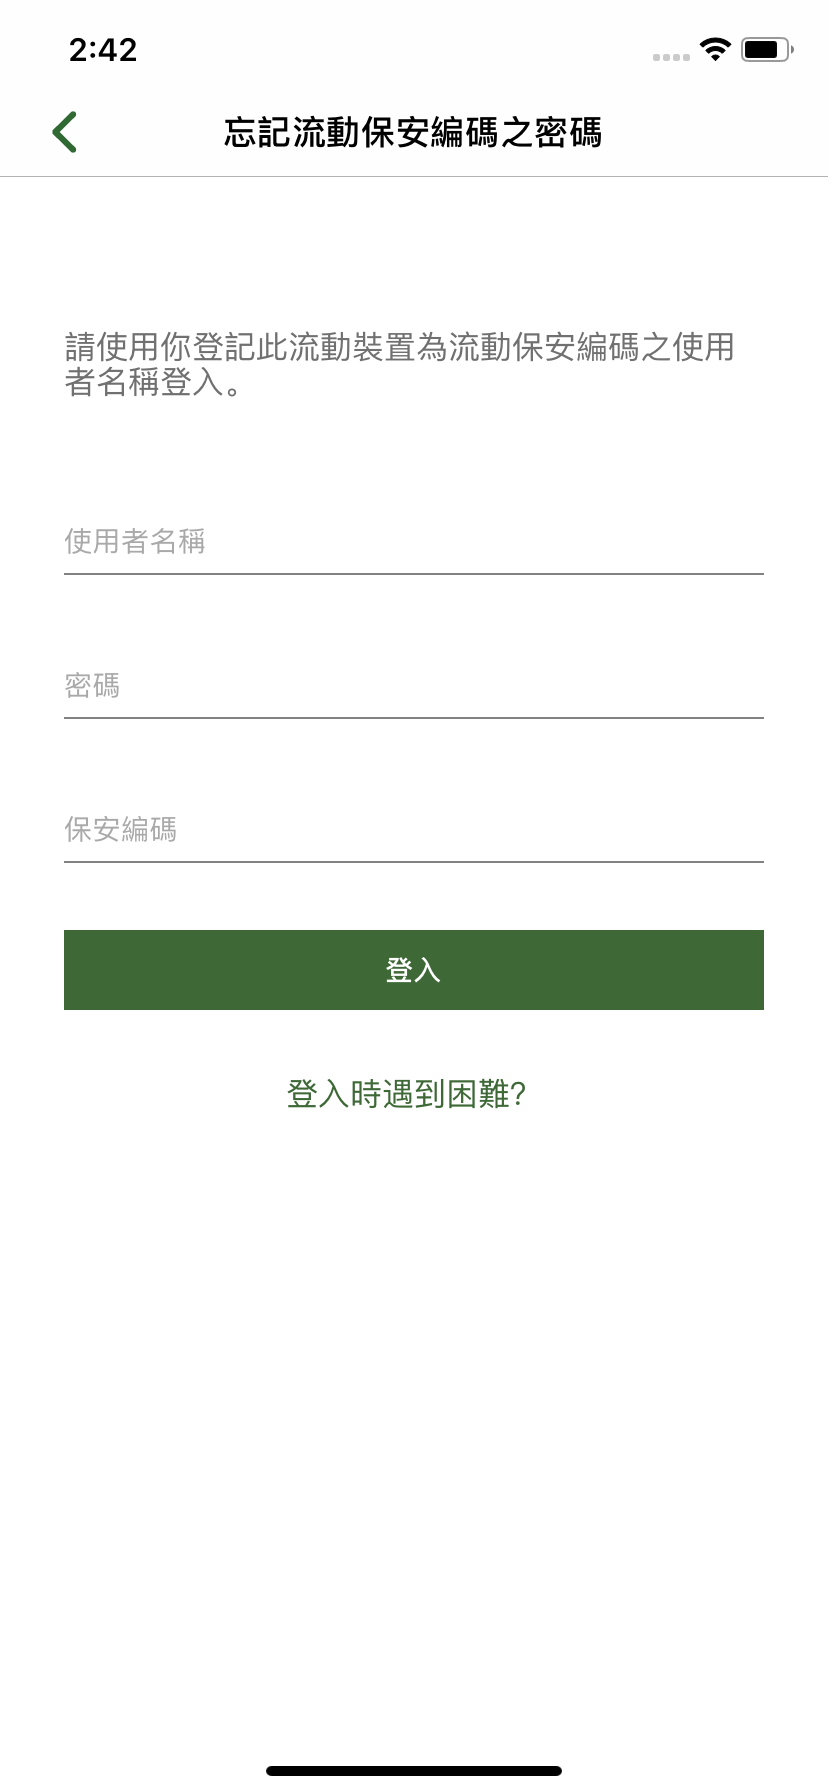 2:42
忘記流動保安編碼之密碼
請使用你登記此流動裝置為流動保安編碼之使用
者名稱登入。
使用者名稱
密碼
保安編碼
登入
登入時遇到困難?